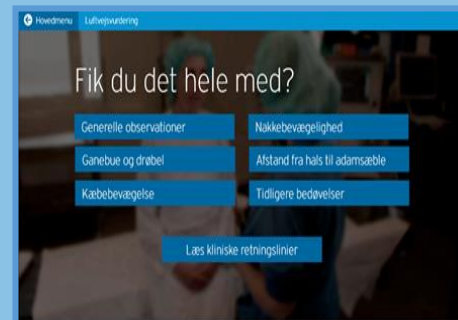 Hovedmenu Luftvejsvurdering
Fik du det hele med?
Generelle observationer Nakkebevægelighed
Ganebue og drøbel Afstand fra hals til adamsæble
Kæbebevægelse Tidligere bedøvelser
Læs kliniske retningslinier